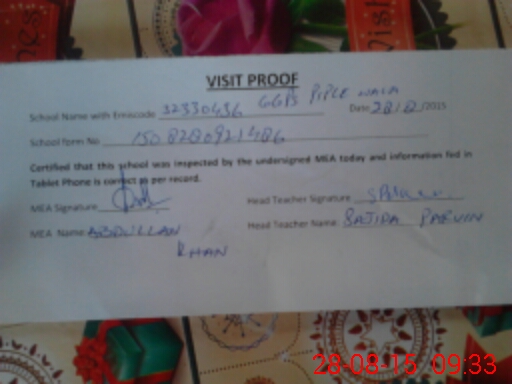 VISIT PROOF
School Name with Emiscode 32330436 GGPS PIPLE WALA Date 28/8/2015
School form No 1508280921486
Certified that this school was inspected by the undersigned MEA today and information fed in
Tablet Phone is correct as per record.
MEA Signature Head Teacher Signature
MEA Name ABDULLAH KHAN Head Teacher Name SAJIDA PARVIN
28-08-15 09:33